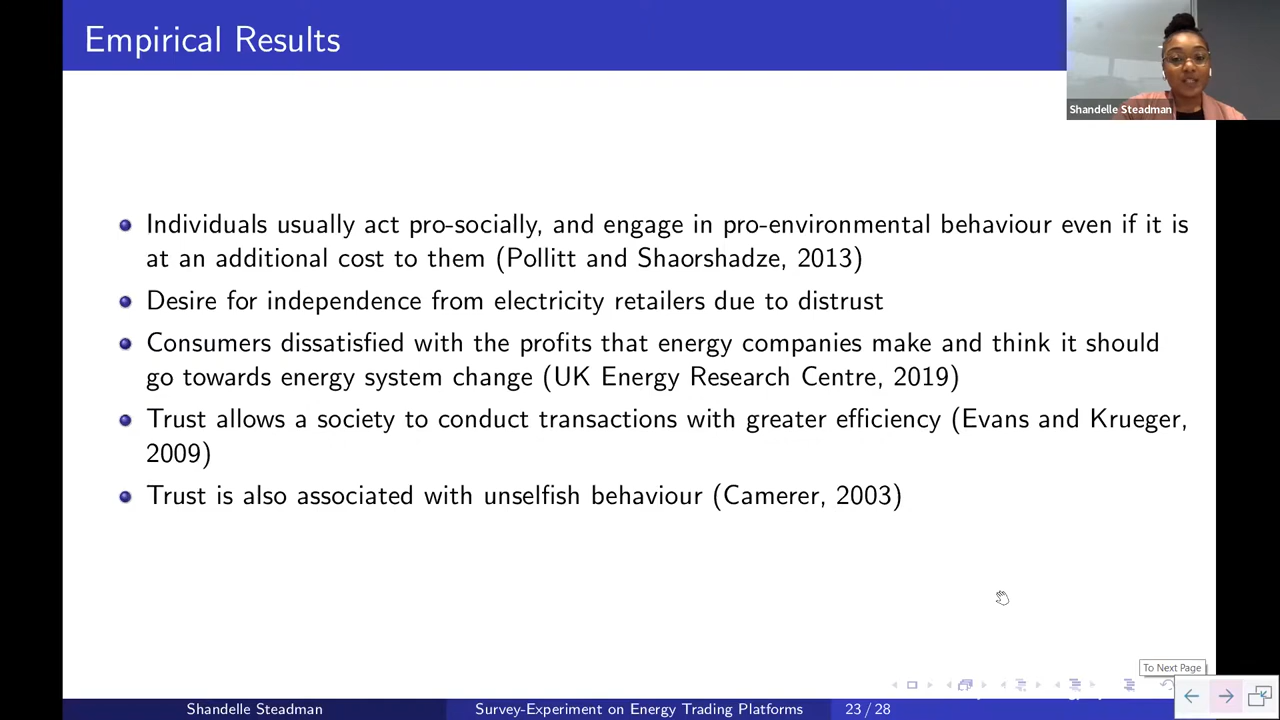 Empirical Results
Shandelle Steadman
Individuals usually act pro-socially, and engage in pro-environmental behaviour even if it is
at an additional cost to them (Pollitt and Shaorshadze, 2013)
Desire for independence from electricity retailers due to distrust
Consumers dissatisfied with the profits that energy companies make and think it should
go towards energy system change (UK Energy Research Centre, 2019)
Trust allows a society to conduct transactions with greater efficiency (Evans and Krueger,
2009)
Trust is also associated with unselfish behaviour (Camerer, 2003)
To Next Page
Shandelle Steadman
Survey-Experiment on Energy Trading Platforms
23 / 28